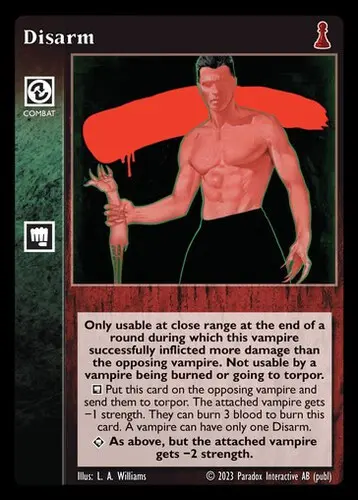 Disarm
COMBAT
Only usable at close range at the end of a
round during which this vampire
successfully inflicted more damage than
the opposing vampire. Not usable by a
vampire being burned or going to torpor.
Put this card on the opposing vampire and
send them to torpor. The attached vampire gets
−1 strength. They can burn 3 blood to burn this
card. A vampire can have only one Disarm.
As above, but the attached vampire
gets −2 strength.
Illus: L. A. Williams © 2023 Paradox Interactive AB (publ)